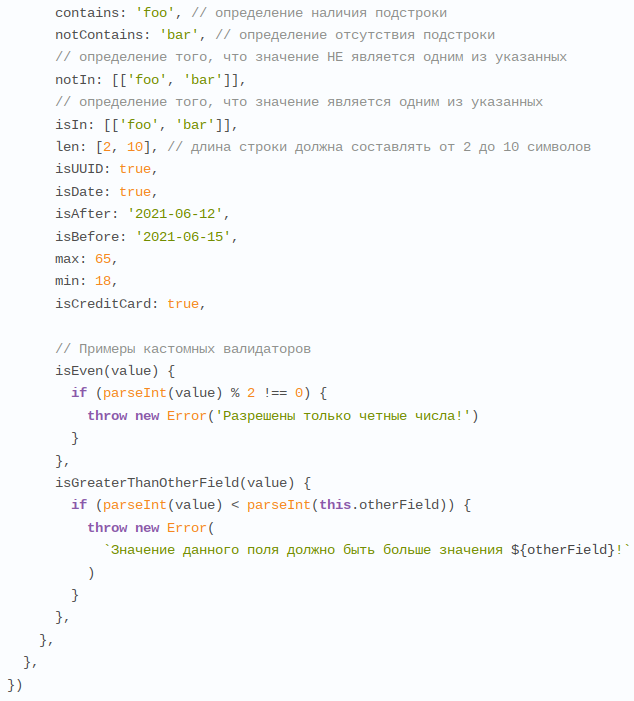 contains: 'foo', // определение наличия подстроки
notContains: 'bar', // определение отсутствия подстроки
// определение того, что значение НЕ является одним из указанных
notIn: [['foo', 'bar']],
// определение того, что значение является одним из указанных
isIn: [['foo', 'bar']],
len: [2, 10], // длина строки должна составлять от 2 до 10 символов
isUUID: true,
isDate: true,
isAfter: '2021-06-12',
isBefore: '2021-06-15',
max: 65,
min: 18,
isCreditCard: true,
// Примеры кастомных валидаторов
isEven(value) {
if (parseInt(value) % 2 !== 0) {
throw new Error('Разрешены только четные числа!')
}
},
isGreaterThanOtherField(value) {
if (parseInt(value) < parseInt(this.otherField)) {
throw new Error(
`Значение данного поля должно быть больше значения ${otherField}!`
)
}
},
},
},
})